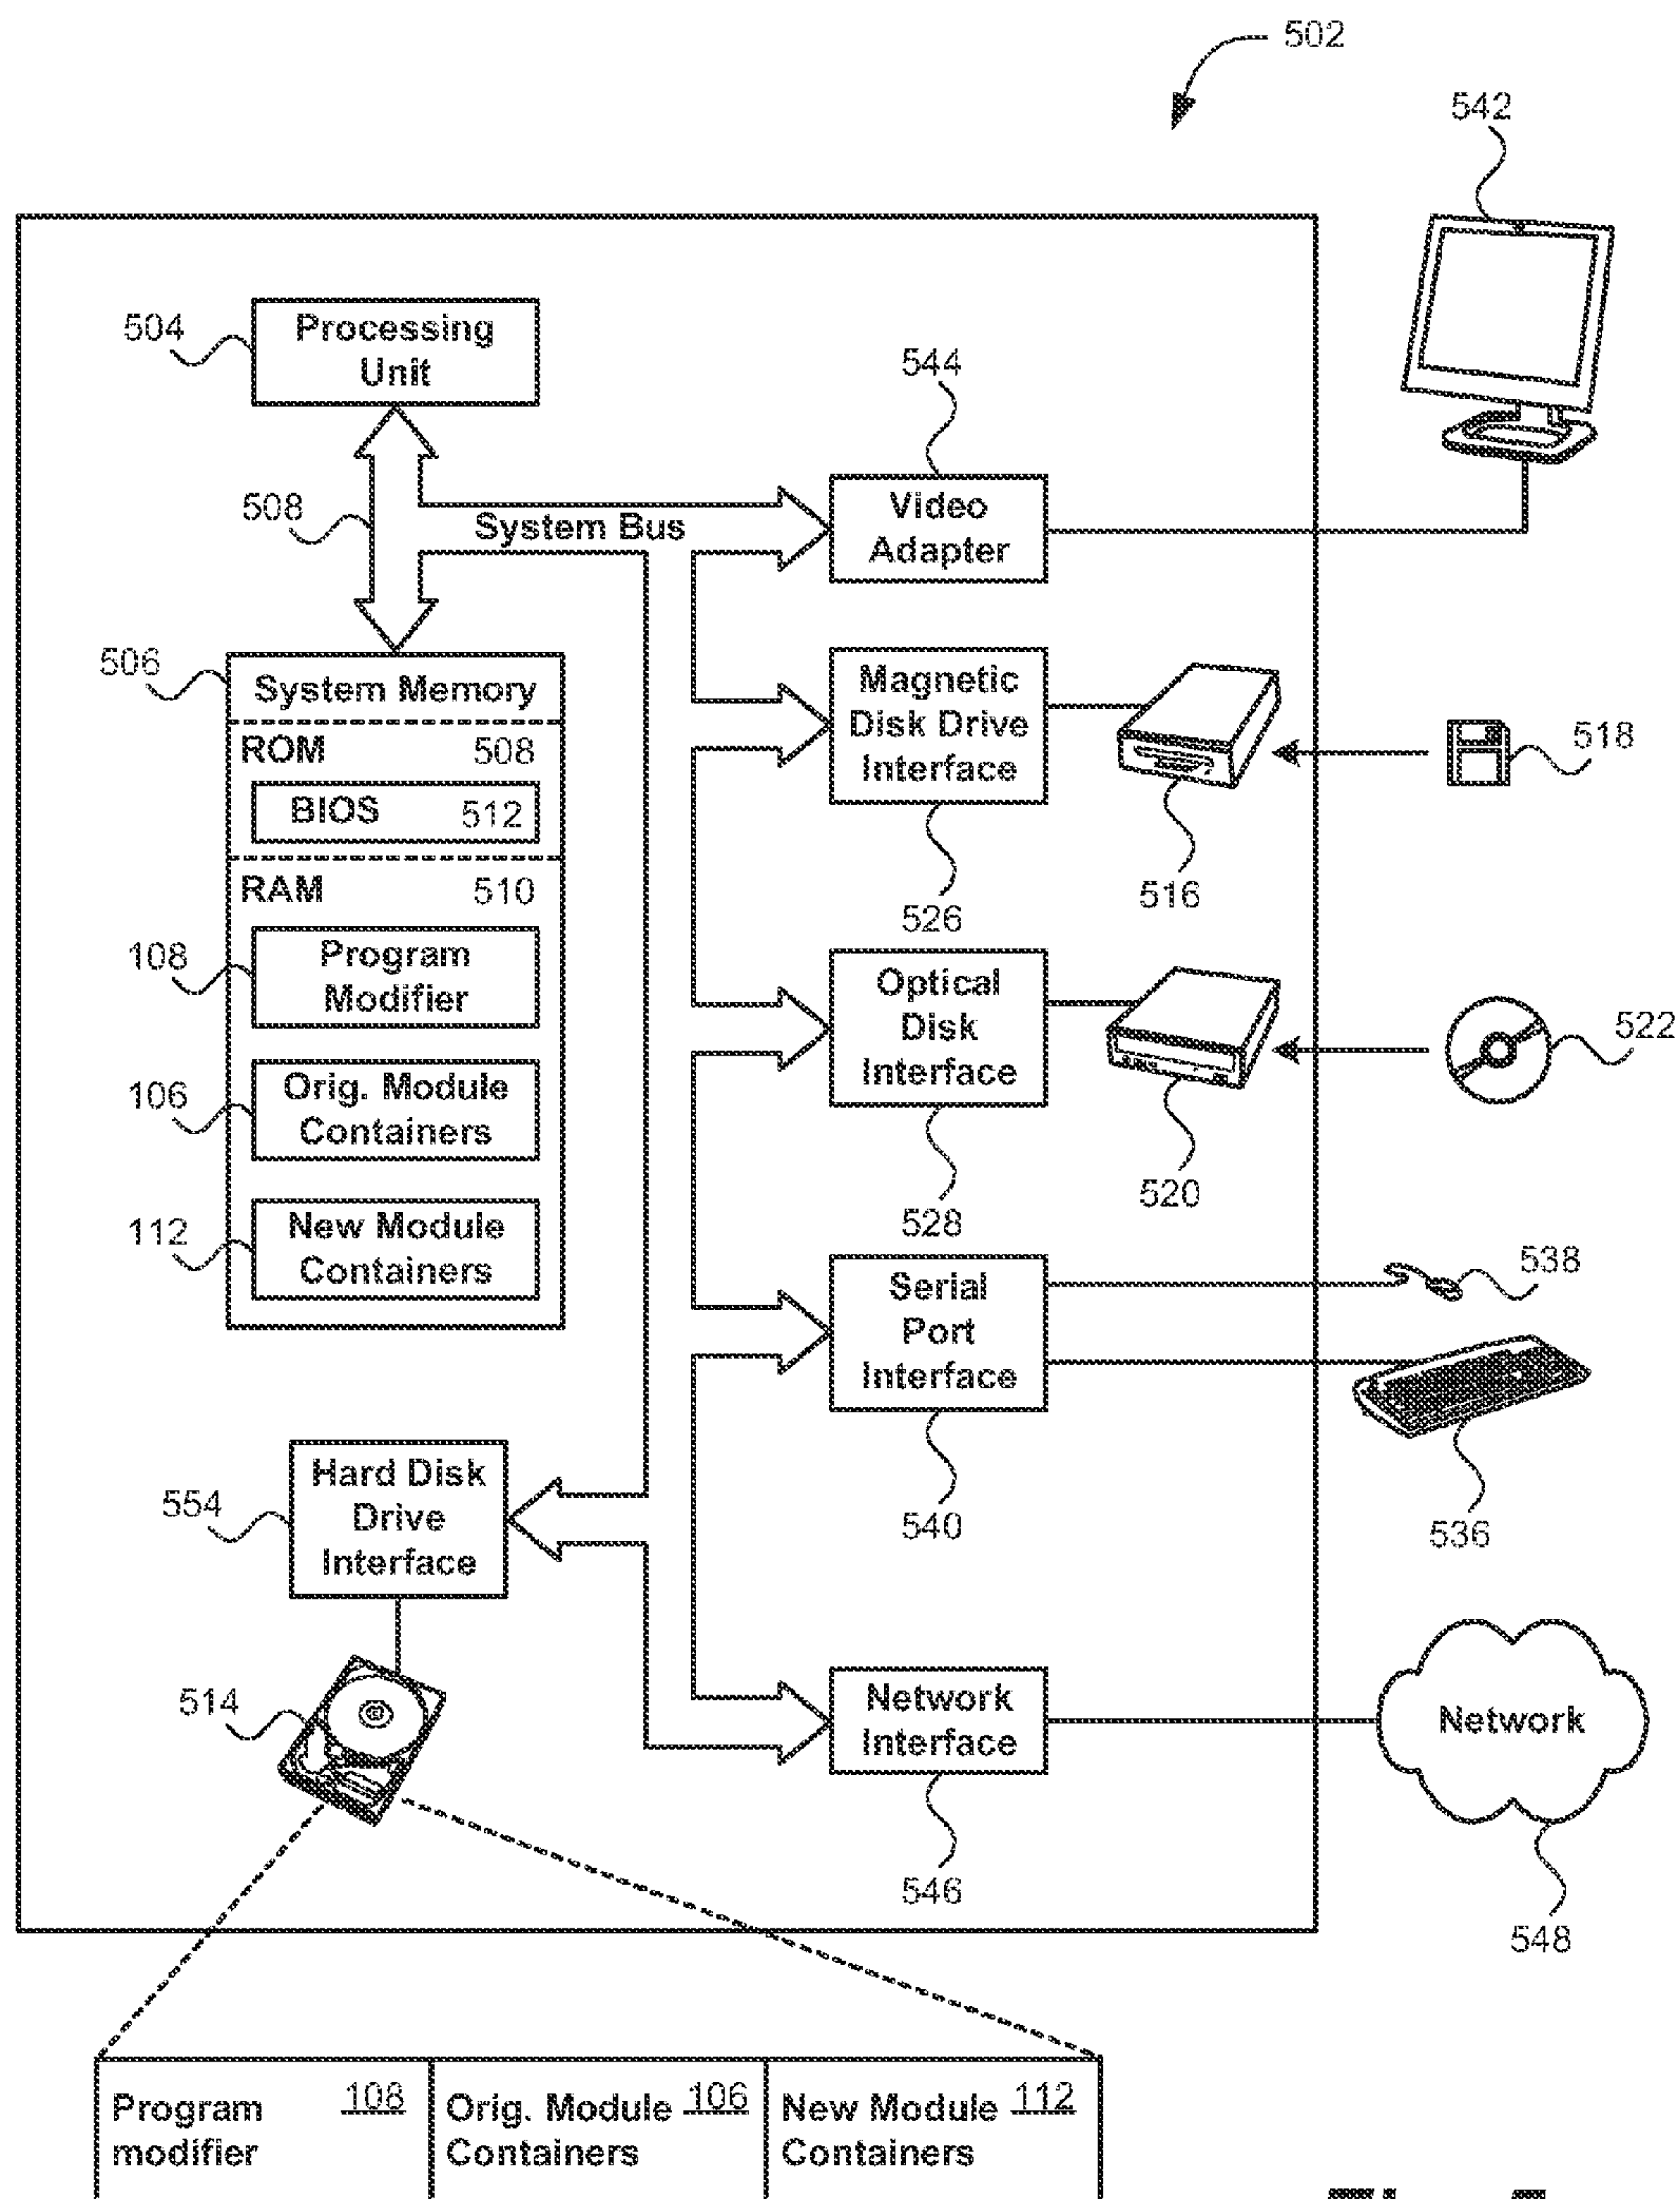 502
542
504
Processing
Unit
544
508
System Bus
Video
Adapter
506
System Memory
ROM 508
BIOS 512
RAM 510
108
Program
Modifier
106
Orig. Module
Containers
112
New Module
Containers
Magnetic
Disk Drive
Interface
526
516
518
Optical
Disk
Interface
528
520
522
Serial
Port
Interface
540
538
536
554
Hard Disk
Drive
Interface
514
Network
Interface
546
Network
548
Program 108
modifier
Orig. Module 106
Containers
New Module 112
Containers